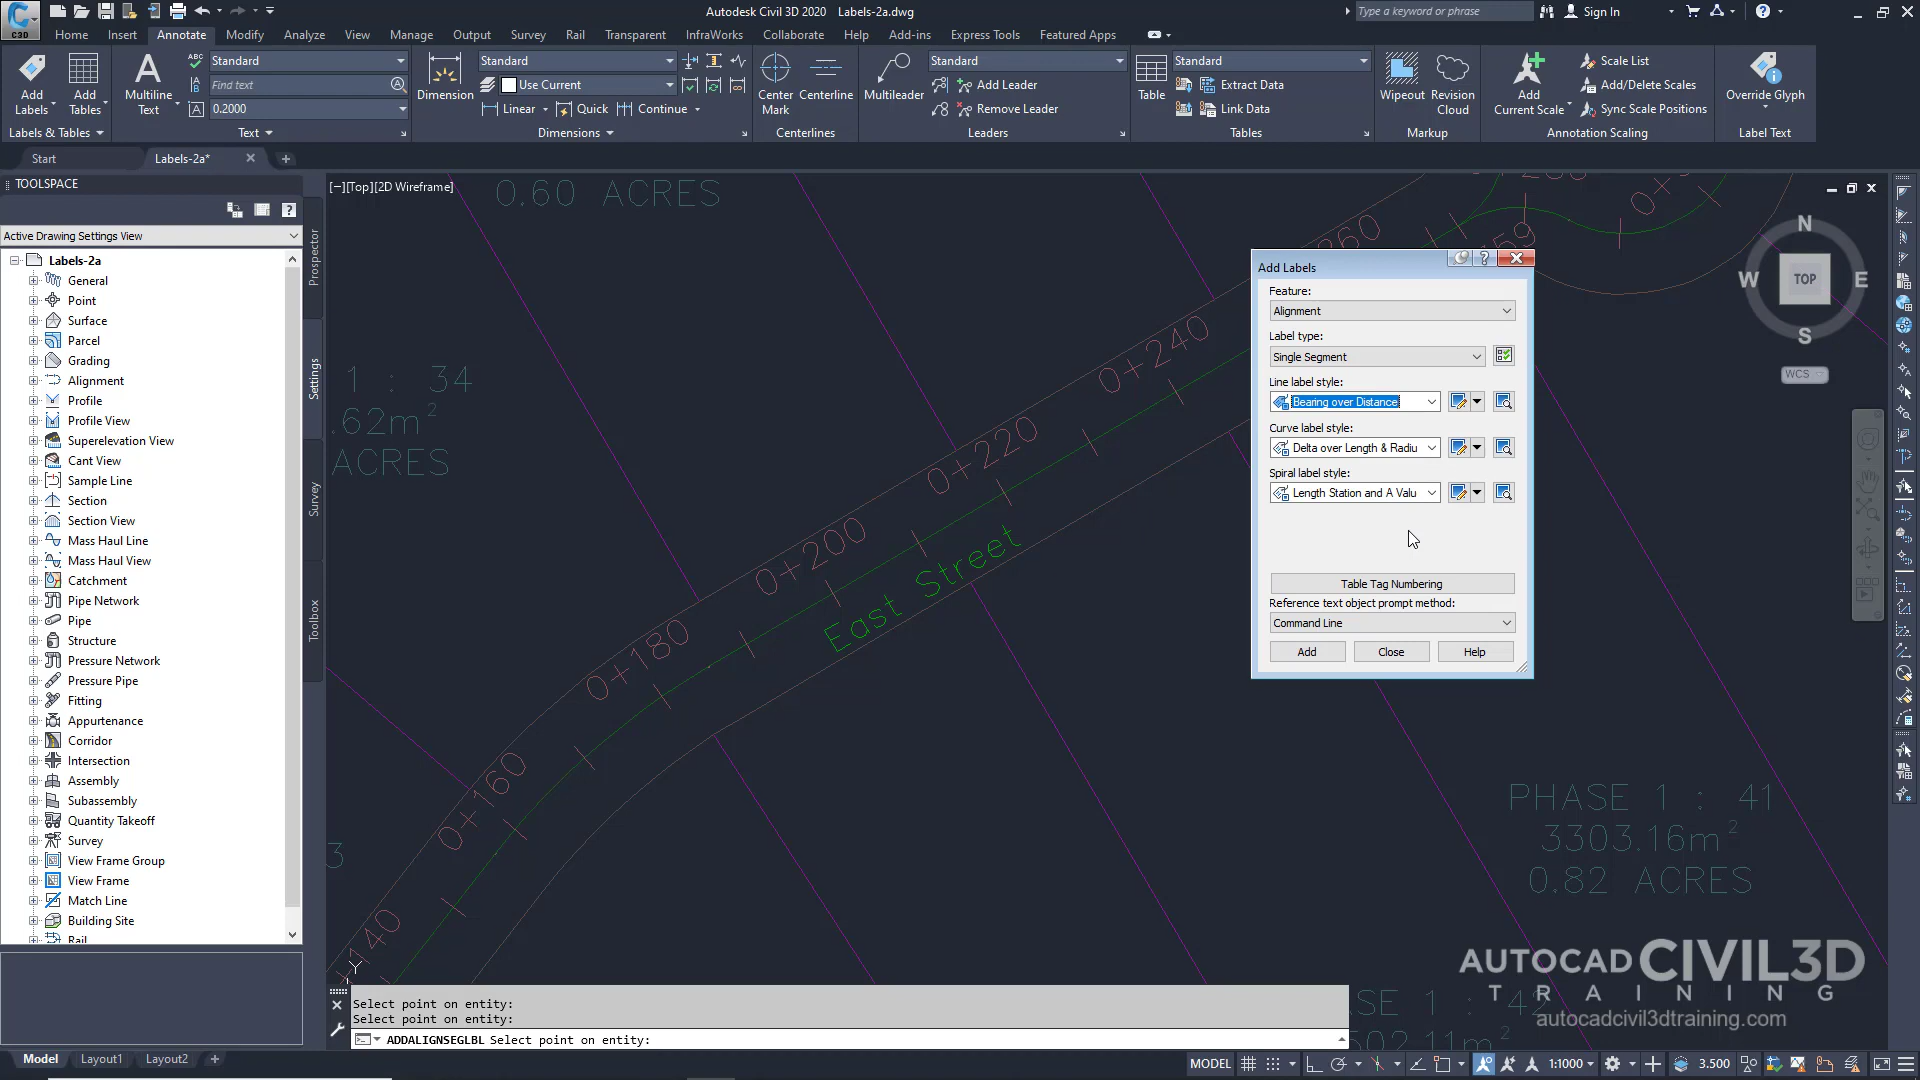 C3D
Autodesk Civil 3D 2020 Labels-2a.dwg
Type a keyword or phrase
Sign In
Home Insert Annotate Modify Analyze View Manage Output Survey Rail Transparent InfraWorks Collaborate Help Add-ins Express Tools Featured Apps
Add Labels
Add Tables
Labels & Tables
Multiline Text
ABC
Standard
Find text
0.2000
Text
Dimension
Standard
Use Current
Linear Quick Continue
Dimensions
Center Mark
Centerline
Centerlines
Multileader
Standard
Add Leader
Remove Leader
Leaders
Table
Standard
Extract Data
Link Data
Tables
Wipeout
Revision Cloud
Markup
Add Current Scale
Scale List
Add/Delete Scales
Sync Scale Positions
Annotation Scaling
Override Glyph
Label Text
Start
Labels-2a*
TOOLSPACE
Active Drawing Settings View
Labels-2a
General
Point
Surface
Parcel
Grading
Alignment
Profile
Profile View
Superelevation View
Cant View
Sample Line
Section
Section View
Mass Haul Line
Mass Haul View
Catchment
Pipe Network
Pipe
Structure
Pressure Network
Pressure Pipe
Fitting
Appurtenance
Corridor
Intersection
Assembly
Subassembly
Quantity Takeoff
Survey
View Frame Group
View Frame
Match Line
Building Site
Rail
Prospector
Settings
Survey
Toolbox
[−][Top][2D Wireframe]
0.60 ACRES
1 : 34
.62m²
ACRES
3
0+160
0+180
0+200
0+220
0+240
East Street
N
W TOP E
S
WCS
Add Labels
Feature:
Alignment
Label type:
Single Segment
Line label style:
Bearing over Distance
Curve label style:
Delta over Length & Radiu
Spiral label style:
Length Station and A Valu
Table Tag Numbering
Reference text object prompt method:
Command Line
Add Close Help
PHASE 1 : 41
3303.16m²
0.82 ACRES
AUTOCAD CIVIL3D
TRAINING
autocadcivil3dtraining.com
Y
Select point on entity:
Select point on entity:
ADDALIGNSEGLBL Select point on entity:
Model Layout1 Layout2
MODEL
1:1000
3.500